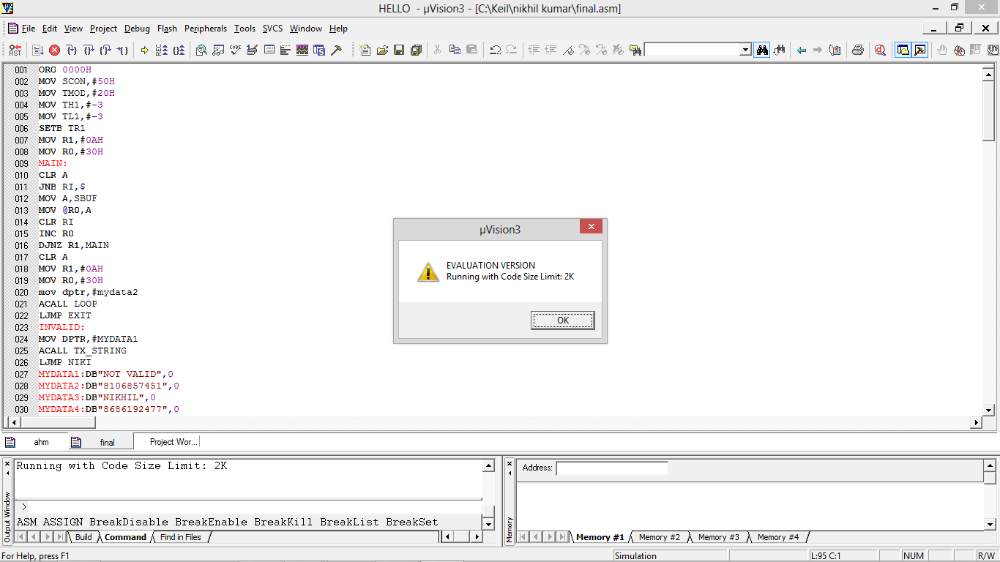 HELLO - µVision3 - [C:\Keil\nikhil kumar\final.asm]
File Edit View Project Debug Flash Peripherals Tools SVCS Window Help
001 ORG 0000H
002 MOV SCON,#50H
003 MOV TMOD,#20H
004 MOV TH1,#-3
005 MOV TL1,#-3
006 SETB TR1
007 MOV R1,#0AH
008 MOV R0,#30H
009 MAIN:
010 CLR A
011 JNB RI,$
012 MOV A,SBUF
013 MOV @R0,A
014 CLR RI
015 INC R0
016 DJNZ R1,MAIN
017 CLR A
018 MOV R1,#0AH
019 MOV R0,#30H
020 mov dptr,#mydata2
021 ACALL LOOP
022 LJMP EXIT
023 INVALID:
024 MOV DPTR,#MYDATA1
025 ACALL TX_STRING
026 LJMP NIKI
027 MYDATA1:DB"NOT VALID",0
028 MYDATA2:DB"8106857451",0
029 MYDATA3:DB"NIKHIL",0
030 MYDATA4:DB"8686192477",0
µVision3
EVALUATION VERSION
Running with Code Size Limit: 2K
OK
ahm final Project Wor...
Output Window
Running with Code Size Limit: 2K
>
ASM ASSIGN BreakDisable BreakEnable BreakKill BreakList BreakSet
Build Command Find in Files
Memory
Address:
Memory #1 Memory #2 Memory #3 Memory #4
For Help, press F1 Simulation L:95 C:1 NUM R/W